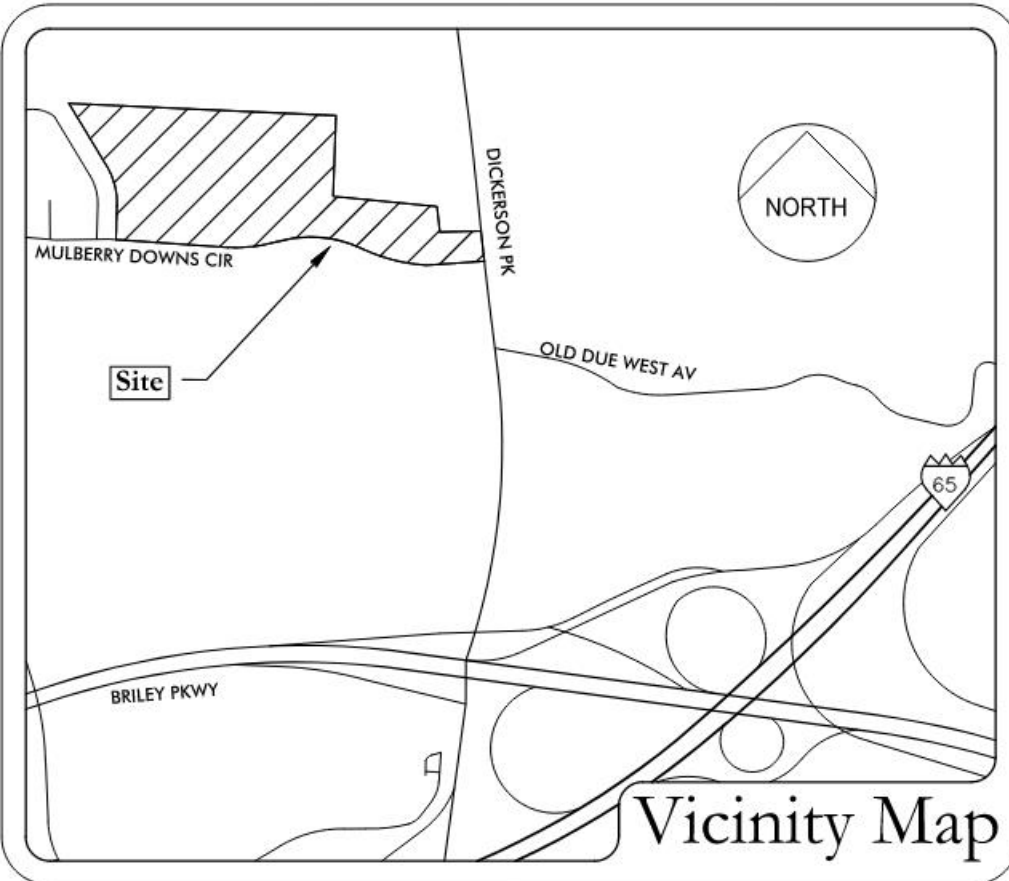 DICKERSON PK
NORTH
MULBERRY DOWNS CIR
OLD DUE WEST AV
Site
65
BRILEY PKWY
Vicinity Map